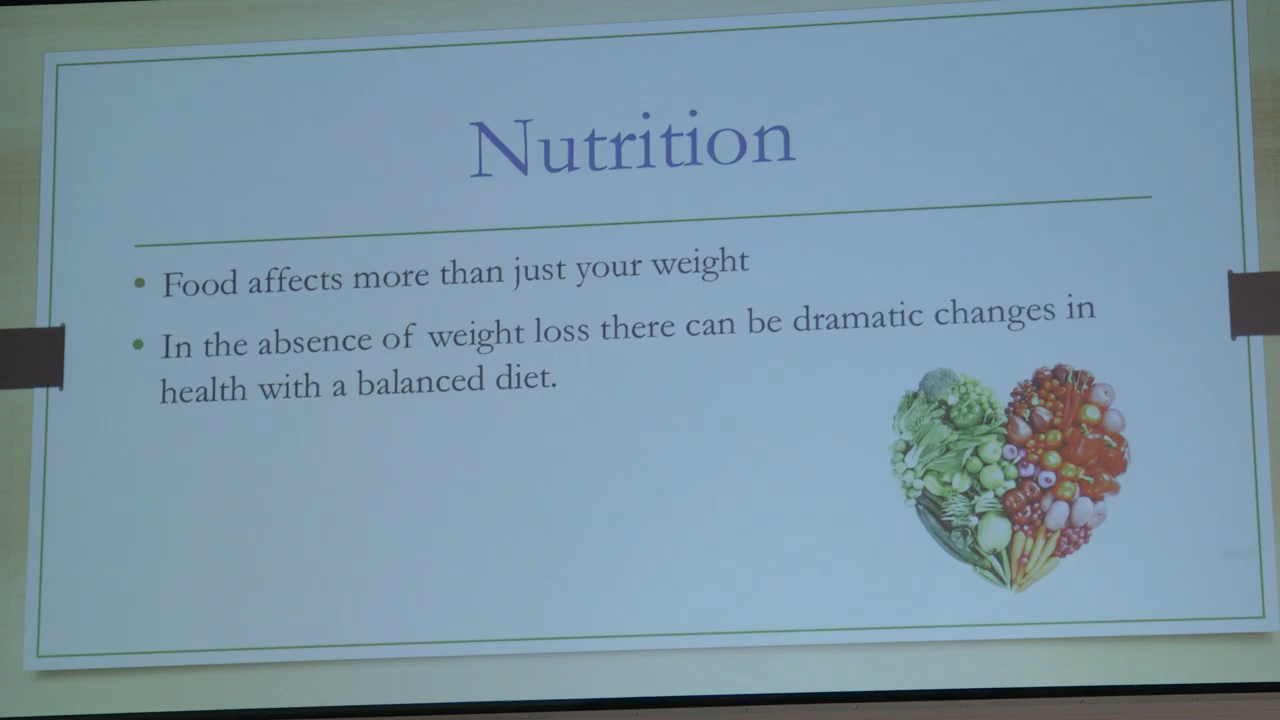 Nutrition
• Food affects more than just your weight
• In the absence of weight loss there can be dramatic changes in
health with a balanced diet.